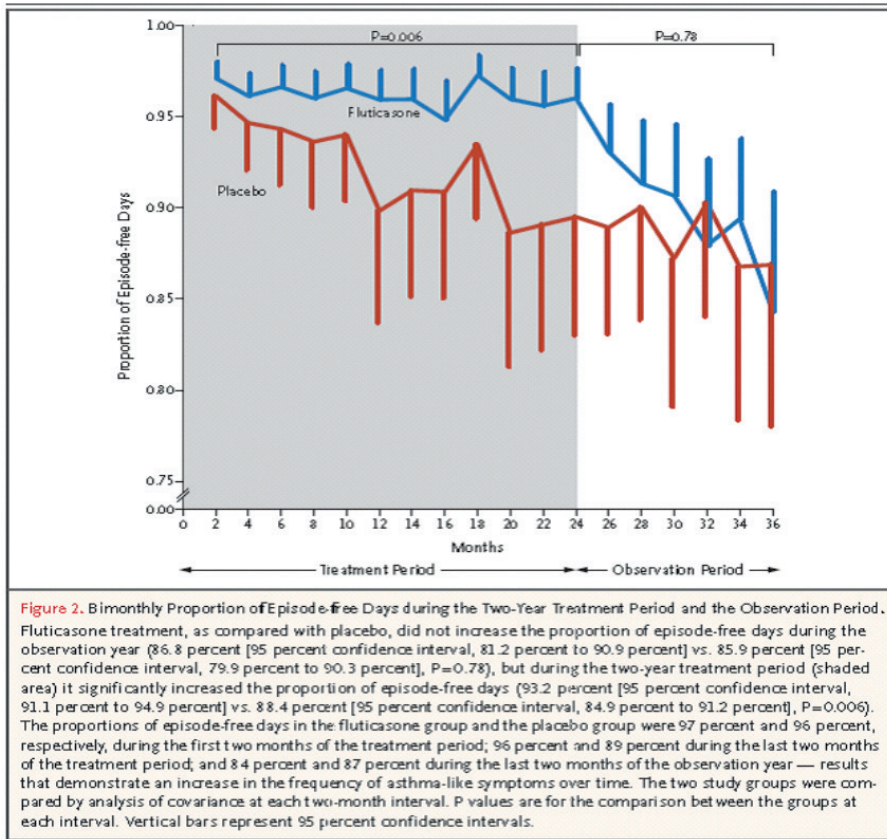 1.00
P=0.006
P=0.78
0.95
Fluticasone
Placebo
0.90
0.85
0.80
0.75
0.00
Proportion of Episode-free Days
0 2 4 6 8 10 12 14 16 18 20 22 24 26 28 30 32 34 36
Months
Treatment Period Observation Period
Figure 2. Bimonthly Proportion of Episode-free Days during the Two-Year Treatment Period and the Observation Period.
Fluticasone treatment, as compared with placebo, did not increase the proportion of episode-free days during the
observation year (86.8 percent [95 percent confidence interval, 81.2 percent to 90.9 percent] vs. 85.9 percent [95 per-
cent confidence interval, 79.9 percent to 90.3 percent], P=0.78), but during the two-year treatment period (shaded
area) it significantly increased the proportion of episode-free days (93.2 percent [95 percent confidence interval,
91.1 percent to 94.9 percent] vs. 88.4 percent [95 percent confidence interval, 84.9 percent to 91.2 percent], P=0.006).
The proportions of episode-free days in the fluticasone group and the placebo group were 97 percent and 96 percent,
respectively, during the first two months of the treatment period; 96 percent and 89 percent during the last two months
of the treatment period; and 84 percent and 87 percent during the last two months of the observation year — results
that demonstrate an increase in the frequency of asthma-like symptoms over time. The two study groups were com-
pared by analysis of covariance at each two-month interval. P values are for the comparison between the groups at
each interval. Vertical bars represent 95 percent confidence intervals.